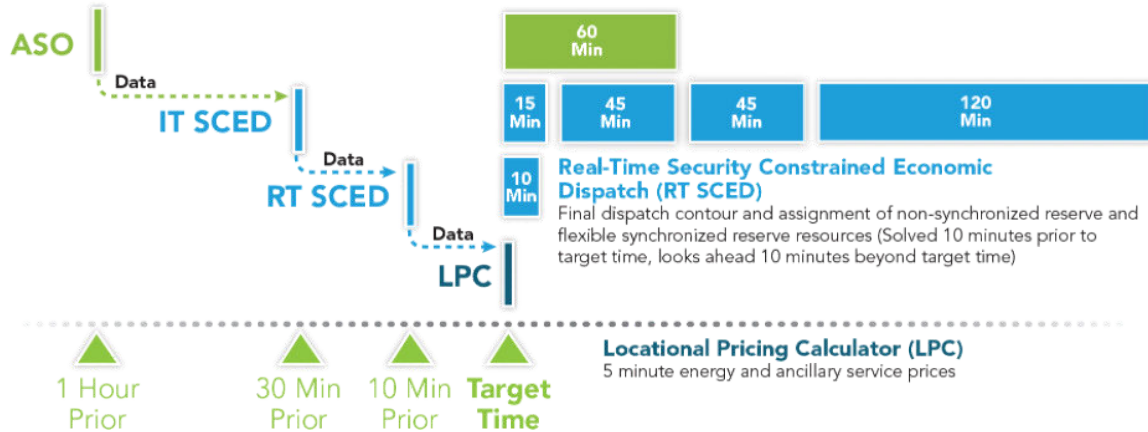 ASO
Data
IT SCED
Data
RT SCED
Data
LPC
60
Min
15
Min
45
Min
45
Min
120
Min
10
Min
Real-Time Security Constrained Economic
Dispatch (RT SCED)
Final dispatch contour and assignment of non-synchronized reserve and
flexible synchronized reserve resources (Solved 10 minutes prior to
target time, looks ahead 10 minutes beyond target time)
1 Hour
Prior
30 Min
Prior
10 Min
Prior
Target
Time
Locational Pricing Calculator (LPC)
5 minute energy and ancillary service prices